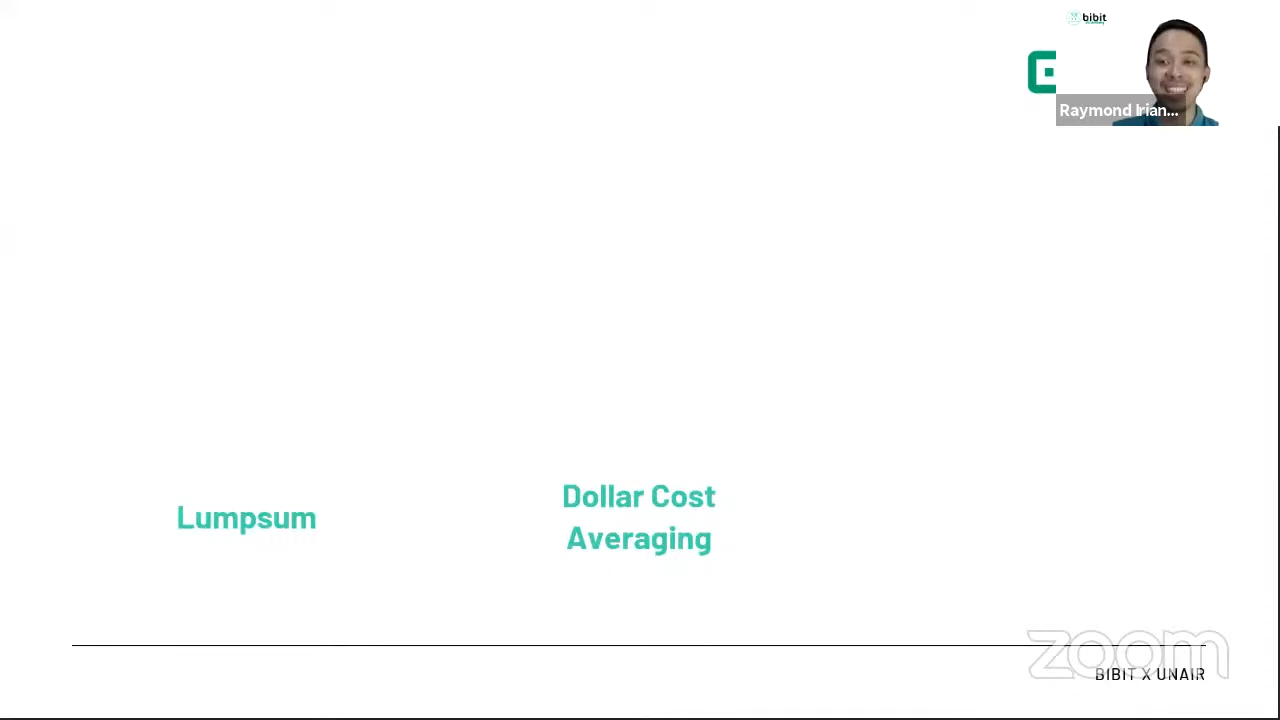 bibit
Raymond Irian...
Lumpsum
Dollar Cost
Averaging
zoom
BIBIT X UNAIR